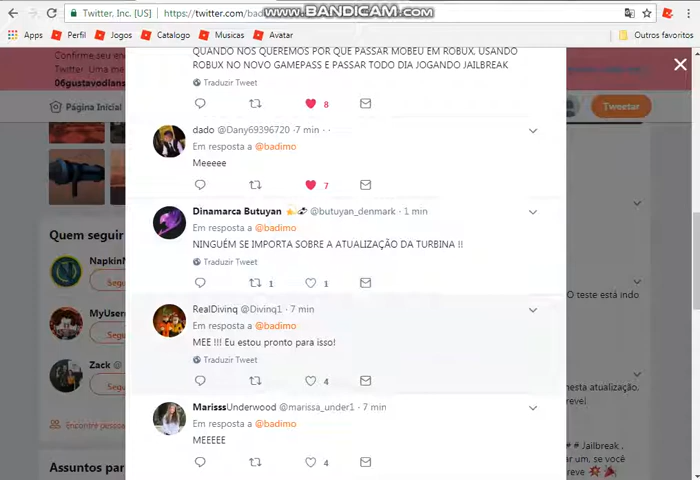 Twitter, Inc. [US] https://twitter.com/bad
www.BANDICAM.com
Apps Perfil Jogos Catalogo Musicas Avatar Outros favoritos
Confirme seu
Twitter. Uma me
06gustavodians
Página Inicial
Tweetar
QUANDO NOS QUEREMOS POR QUE PASSAR MOBEU EM ROBUX. USANDO
ROBUX NO NOVO GAMEPASS E PASSAR TODO DIA JOGANDO JAILBREAK
Traduzir Tweet
8
dado @Dany69396720 · 7 min
Em resposta a @badimo
Meeeee
7
Dinamarca Butuyan @butuyan_denmark · 1 min
Em resposta a @badimo
NINGUÉM SE IMPORTA SOBRE A ATUALIZAÇÃO DA TURBINA !!
Traduzir Tweet
1 1
RealDivinq @Divinq1 · 7 min
Em resposta a @badimo
MEE !!! Eu estou pronto para isso!
Traduzir Tweet
4
MarisssUnderwood @marissa_under1 · 7 min
Em resposta a @badimo
MEEEEE
4
Quem seguir
NapkinN
Segu
MyUsern
Segu
Zack @
Segu
Encontre pessoa
Assuntos par
O teste está indo
nesta atualização.
reve!
# # Jailbreak .
ar um, se você
reve